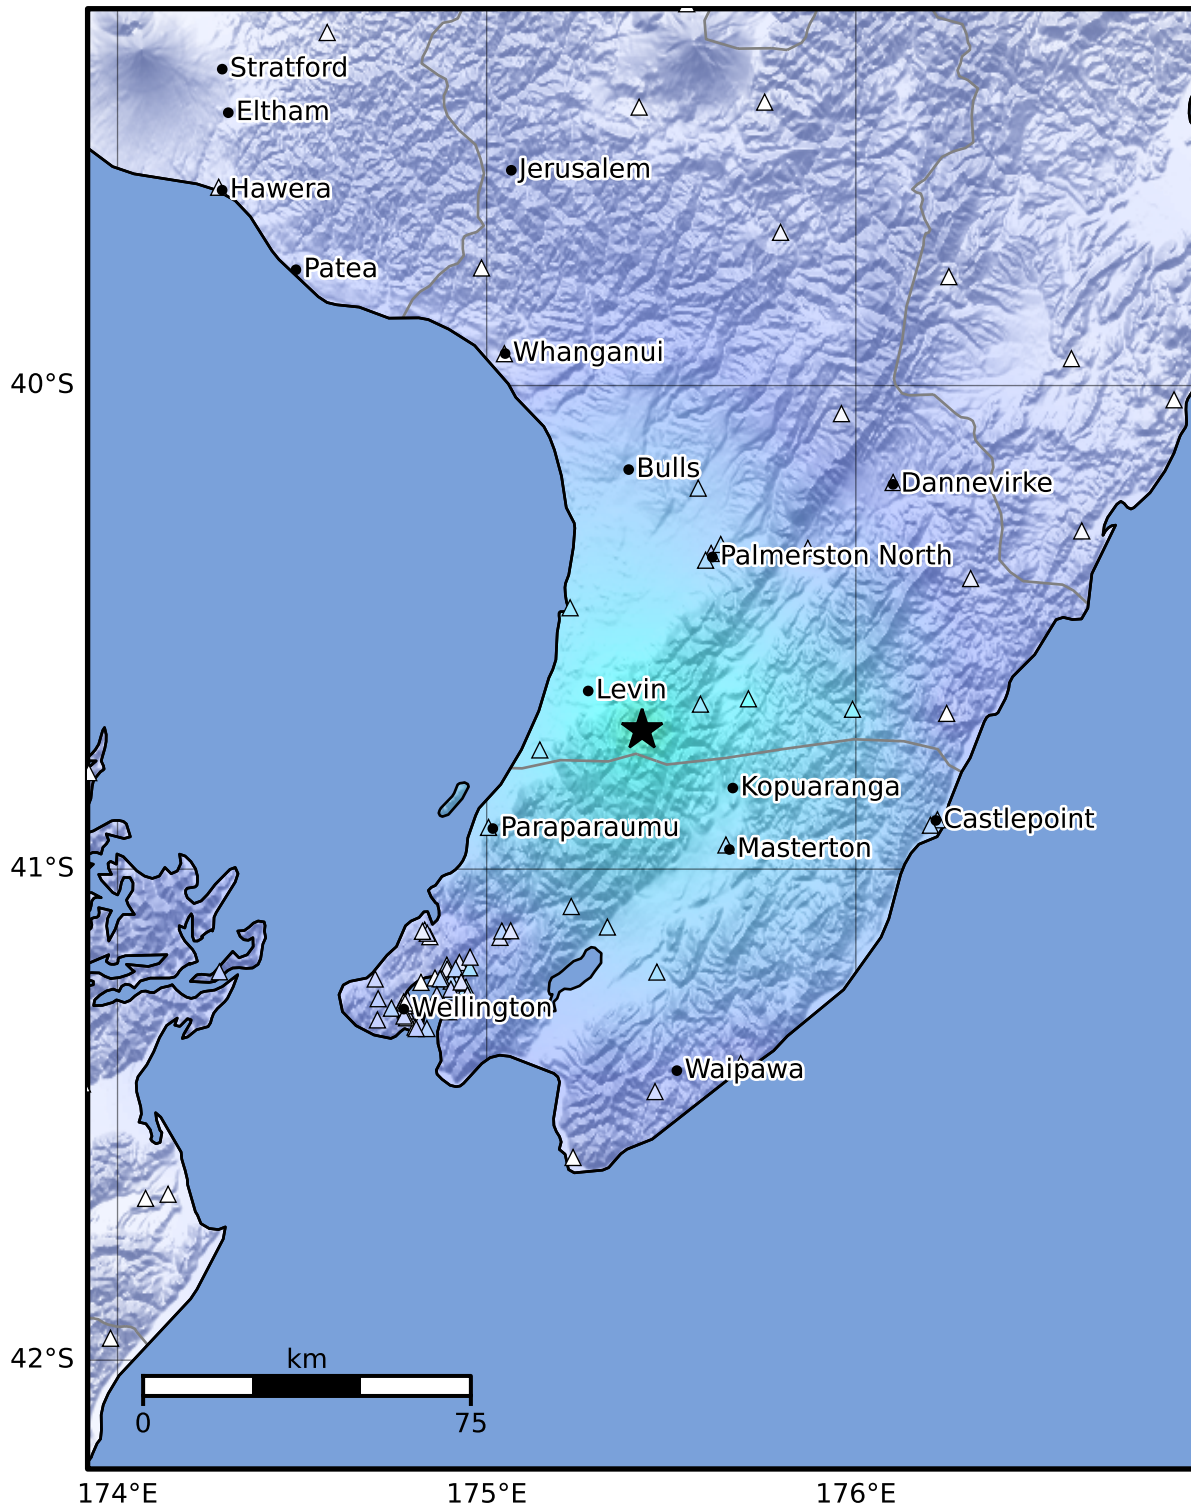 Stratford
Eltham
Jerusalem
Hawera
Patea
Whanganui
40°S
Bulls
Dannevirke
Palmerston North
Levin
Kopuaranga
Castlepoint
Paraparaumu
Masterton
41°S
Wellington
Waipawa
km
42°S
0
75
174°E
175°E
176°E